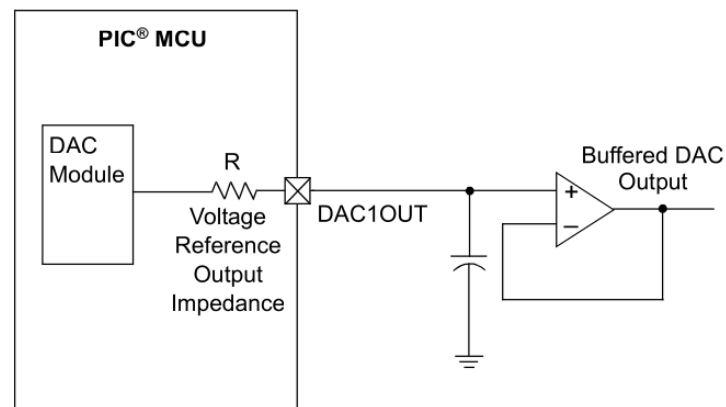 PIC® MCU
DAC
Module
R
Voltage
Reference
Output
Impedance
DAC1OUT
+
–
Buffered DAC
Output